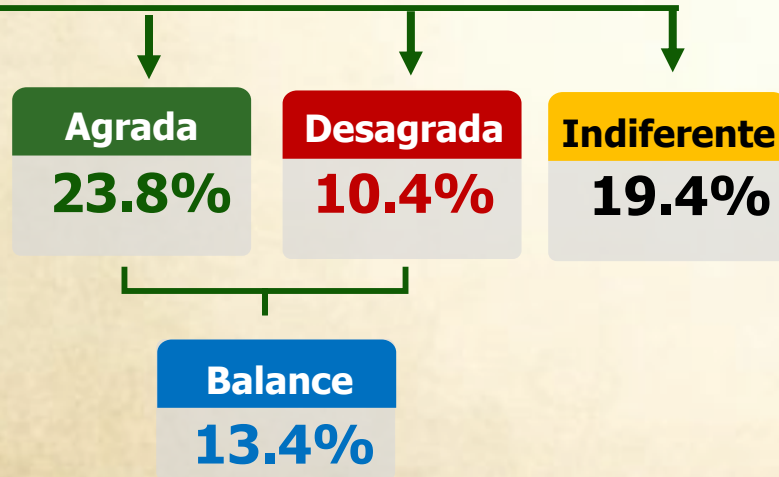 Agrada
23.8%
Desagrada
10.4%
Indiferente
19.4%
Balance
13.4%